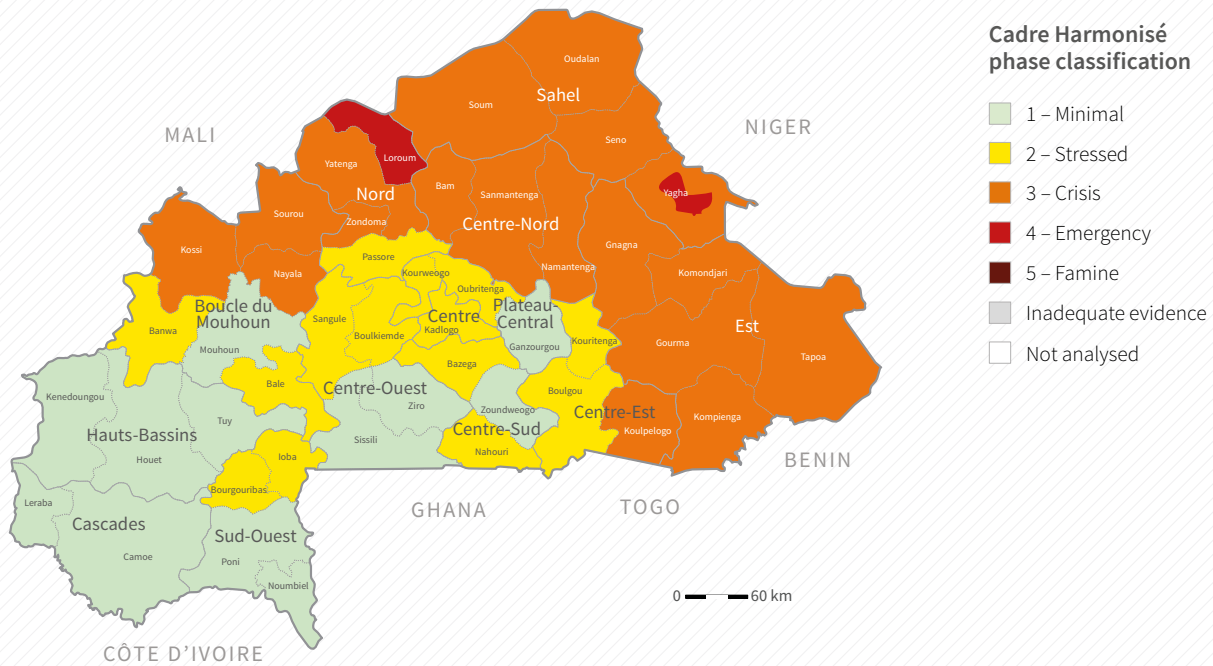 Cadre Harmonisé
phase classification
1 – Minimal
2 – Stressed
3 – Crisis
4 – Emergency
5 – Famine
Inadequate evidence
Not analysed
MALI
NIGER
BENIN
TOGO
GHANA
CÔTE D’IVOIRE
Oudalan
Sahel
Soum
Seno
Loroum
Yatenga
Nord
Bam
Sanmantenga
Yagha
Zondoma
Centre-Nord
Sourou
Kossi
Gnagna
Nayala
Passore
Namantenga
Komondjari
Kourweogo
Oubritenga
Boucle du
Mouhoun
Plateau-
Central
Sangule
Centre
Kadlogo
Banwa
Boulkiemde
Est
Mouhoun
Ganzourgou
Kouritenga
Gourma
Tapoa
Bazega
Bale
Centre-Ouest
Boulgou
Kenedoungou
Ziro
Zoundweogo
Centre-Est
Kompienga
Tuy
Centre-Sud
Koulpelogo
Hauts-Bassins
Sissili
Nahouri
Houet
Ioba
Bourgouribas
Leraba
Cascades
Sud-Ouest
Camoe
Poni
Noumbiel
0 60 km